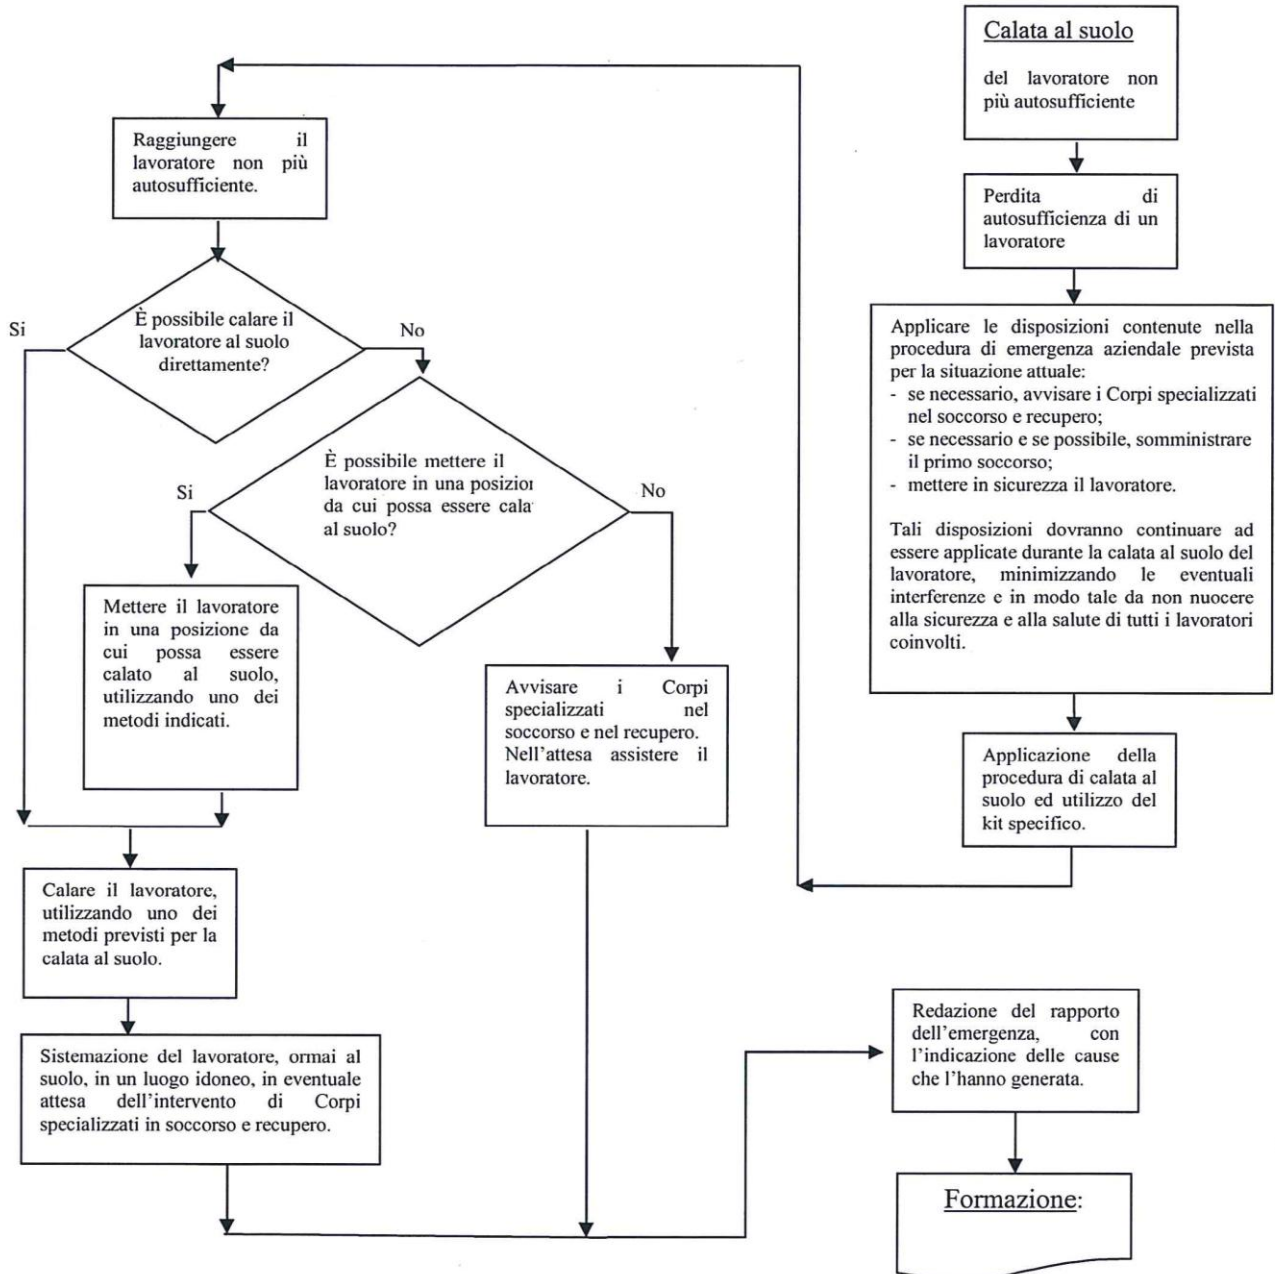 Calata al suolo
del lavoratore non
più autosufficiente
Perdita di
autosufficienza di un
lavoratore
Applicare le disposizioni contenute nella
procedura di emergenza aziendale prevista
per la situazione attuale:
- se necessario, avvisare i Corpi specializzati
nel soccorso e recupero;
- se necessario e se possibile, somministrare
il primo soccorso;
- mettere in sicurezza il lavoratore.
Tali disposizioni dovranno continuare ad
essere applicate durante la calata al suolo del
lavoratore, minimizzando le eventuali
interferenze e in modo tale da non nuocere
alla sicurezza e alla salute di tutti i lavoratori
coinvolti.
Applicazione della
procedura di calata al
suolo ed utilizzo del
kit specifico.
Raggiungere il
lavoratore non più
autosufficiente.
È possibile calare il
lavoratore al suolo
direttamente?
Si
No
È possibile mettere il
lavoratore in una posizior
da cui possa essere cala
al suolo?
Si
No
Mettere il lavoratore
in una posizione da
cui possa essere
calato al suolo,
utilizzando uno dei
metodi indicati.
Avvisare i Corpi
specializzati nel
soccorso e nel recupero.
Nell'attesa assistere il
lavoratore.
Calare il lavoratore,
utilizzando uno dei
metodi previsti per la
calata al suolo.
Sistemazione del lavoratore, ormai al
suolo, in un luogo idoneo, in eventuale
attesa dell'intervento di Corpi
specializzati in soccorso e recupero.
Redazione del rapporto
dell'emergenza, con
l'indicazione delle cause
che l'hanno generata.
Formazione: